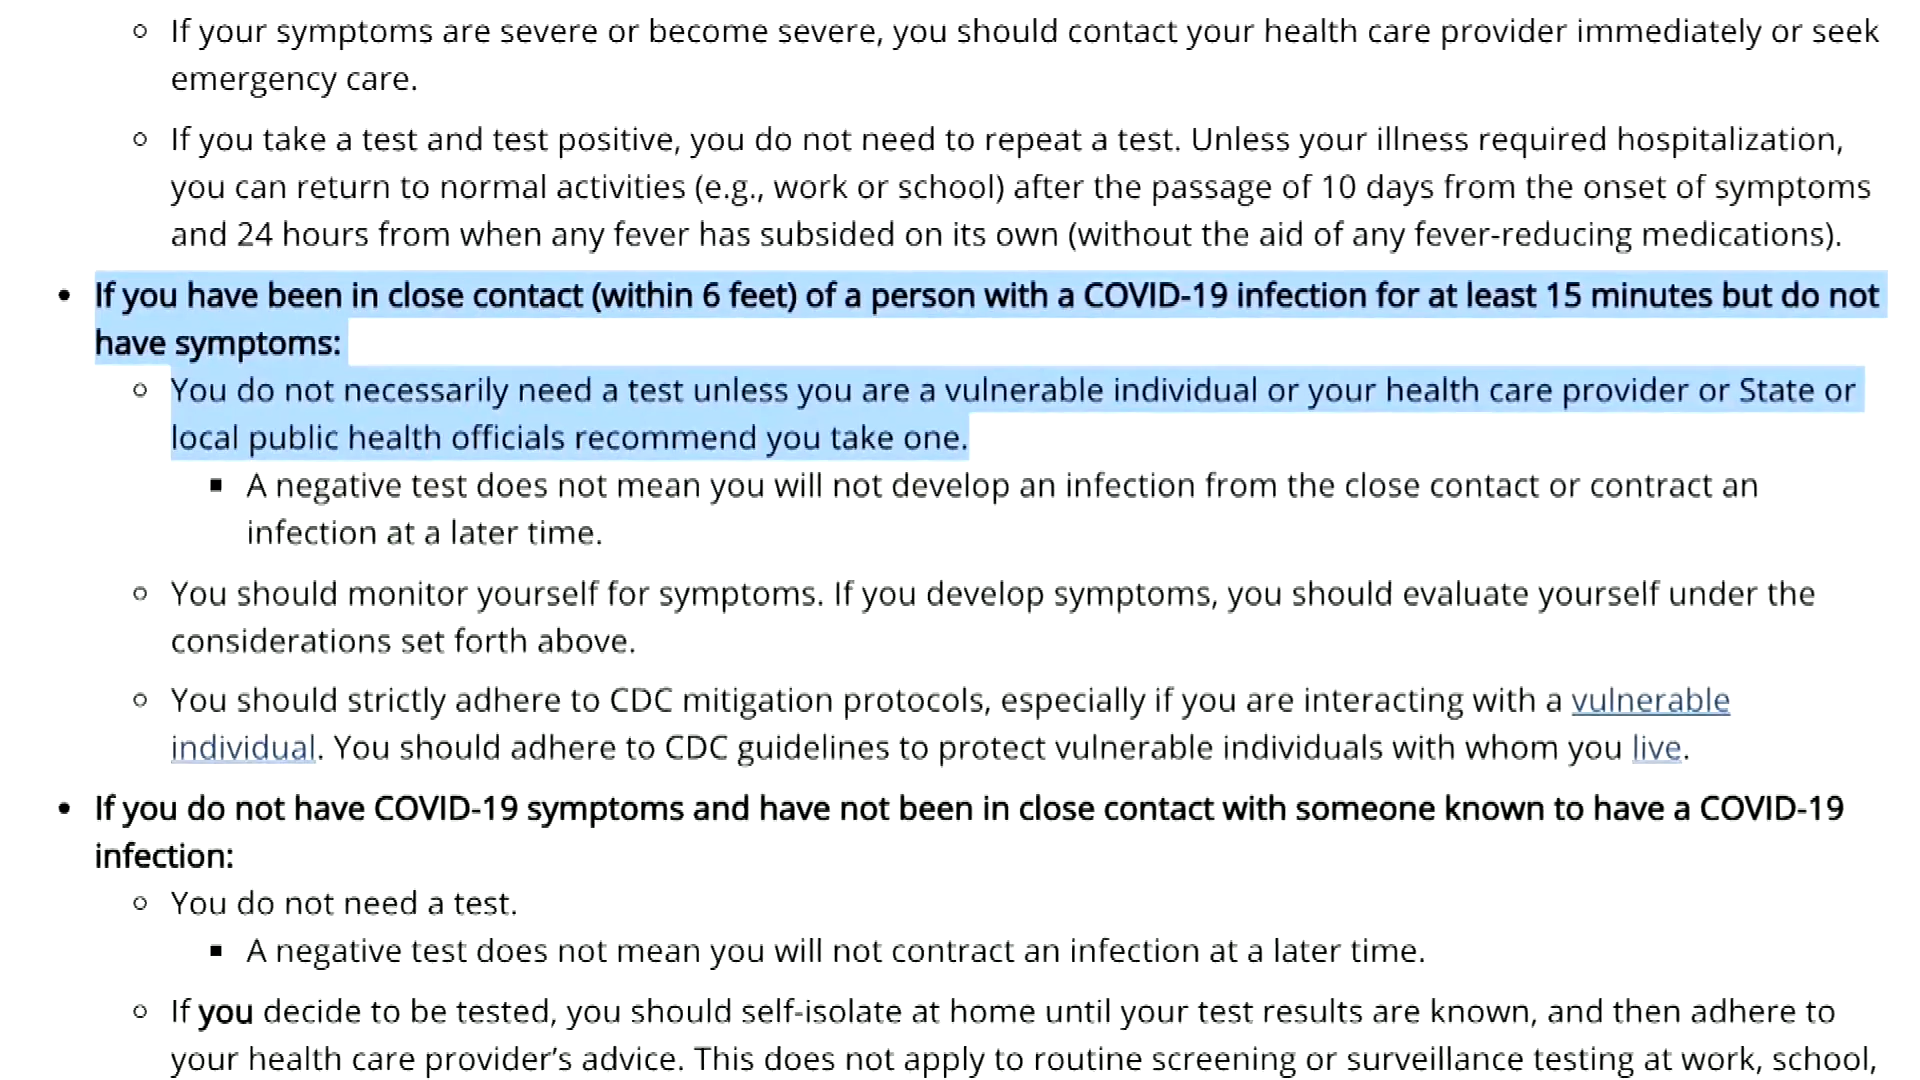 If your symptoms are severe or become severe, you should contact your health care provider immediately or seek
emergency care.
If you take a test and test positive, you do not need to repeat a test. Unless your illness required hospitalization,
you can return to normal activities (e.g., work or school) after the passage of 10 days from the onset of symptoms
and 24 hours from when any fever has subsided on its own (without the aid of any fever-reducing medications).
If you have been in close contact (within 6 feet) of a person with a COVID-19 infection for at least 15 minutes but do not
have symptoms:
You do not necessarily need a test unless you are a vulnerable individual or your health care provider or State or
local public health officials recommend you take one.
A negative test does not mean you will not develop an infection from the close contact or contract an
infection at a later time.
You should monitor yourself for symptoms. If you develop symptoms, you should evaluate yourself under the
considerations set forth above.
You should strictly adhere to CDC mitigation protocols, especially if you are interacting with a vulnerable
individual. You should adhere to CDC guidelines to protect vulnerable individuals with whom you live.
If you do not have COVID-19 symptoms and have not been in close contact with someone known to have a COVID-19
infection:
You do not need a test.
A negative test does not mean you will not contract an infection at a later time.
If you decide to be tested, you should self-isolate at home until your test results are known, and then adhere to
your health care provider’s advice. This does not apply to routine screening or surveillance testing at work, school,